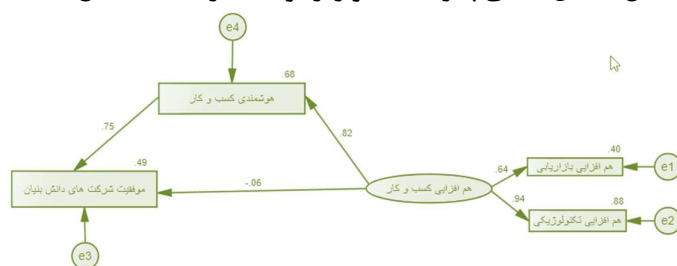 e4
.68
هوشمندی کسب و کار
.75
.82
.40
هم افزایی بازاریابی
e1
.64
.49
موفقیت شرکت های دانش بنیان
-.06
هم افزایی کسب و کار
.94
.88
هم افزایی تکنولوژیکی
e2
e3